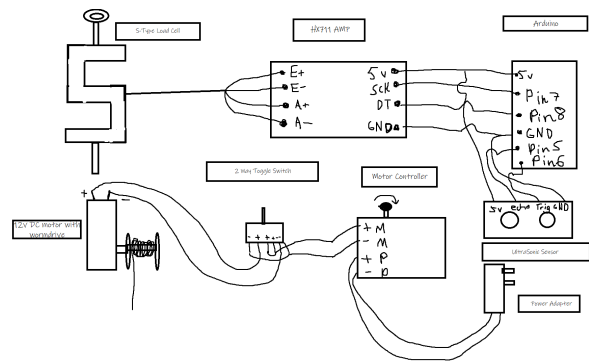 S-Type Load Cell
HX711 AMP
Arduino
E+
E-
A+
A-
5v
SCK
DT
GND
5v
Pin7
Pin8
GND
Pin5
Pin6
2 Way Toggle Switch
Motor Controller
5v echo Trig GND
UltraSonic Sensor
+ -
12V DC motor with
wormdrive
- + + -
+ M
- M
+ P
- P
Power Adapter